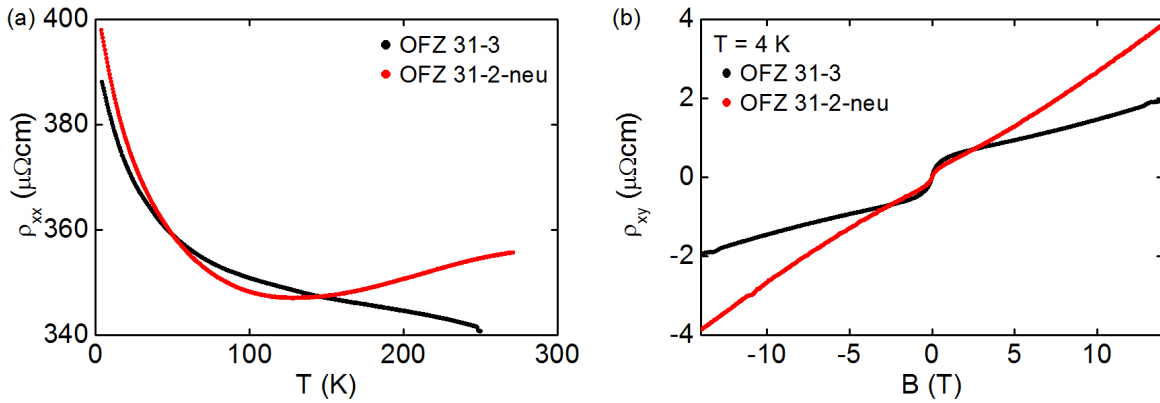 (a)
400
380
360
340
ρxx (μΩcm)
OFZ 31-3
OFZ 31-2-neu
0
100
200
300
T (K)
(b)
4
2
0
-2
-4
ρxy (μΩcm)
T = 4 K
OFZ 31-3
OFZ 31-2-neu
-10
-5
0
5
10
B (T)